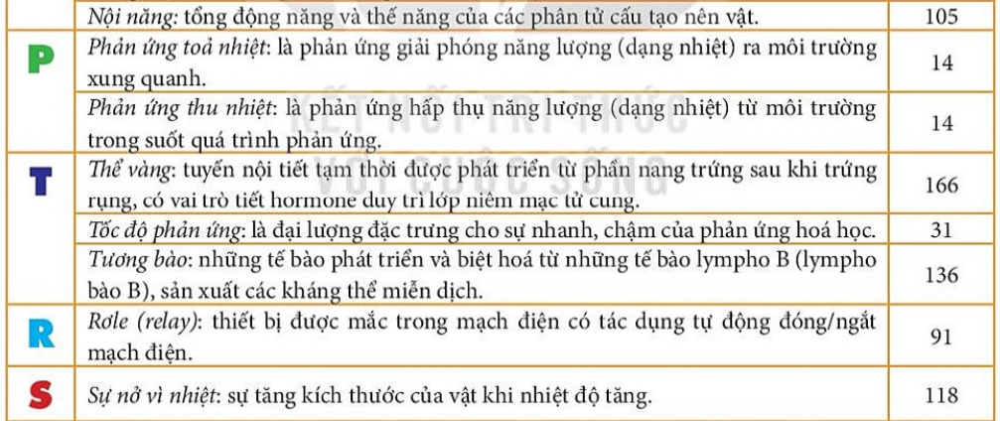 Nội năng: tổng động năng và thế năng của các phân tử cấu tạo nên vật. 105
P Phản ứng toả nhiệt: là phản ứng giải phóng năng lượng (dạng nhiệt) ra môi trường
xung quanh. 14
Phản ứng thu nhiệt: là phản ứng hấp thụ năng lượng (dạng nhiệt) từ môi trường
trong suốt quá trình phản ứng. 14
KẾT NỐI TRI THỨC
T Thể vàng: tuyến nội tiết tạm thời được phát triển từ phần nang trứng sau khi trứng
rụng, có vai trò tiết hormone duy trì lớp niêm mạc tử cung. 166
VỚI CUỘC SỐNG
Tốc độ phản ứng: là đại lượng đặc trưng cho sự nhanh, chậm của phản ứng hoá học. 31
Tương bào: những tế bào phát triển và biệt hoá từ những tế bào lympho B (lympho
bào B), sản xuất các kháng thể miễn dịch. 136
R Rơle (relay): thiết bị được mắc trong mạch điện có tác dụng tự động đóng/ngắt
mạch điện. 91
S Sự nở vì nhiệt: sự tăng kích thước của vật khi nhiệt độ tăng. 118